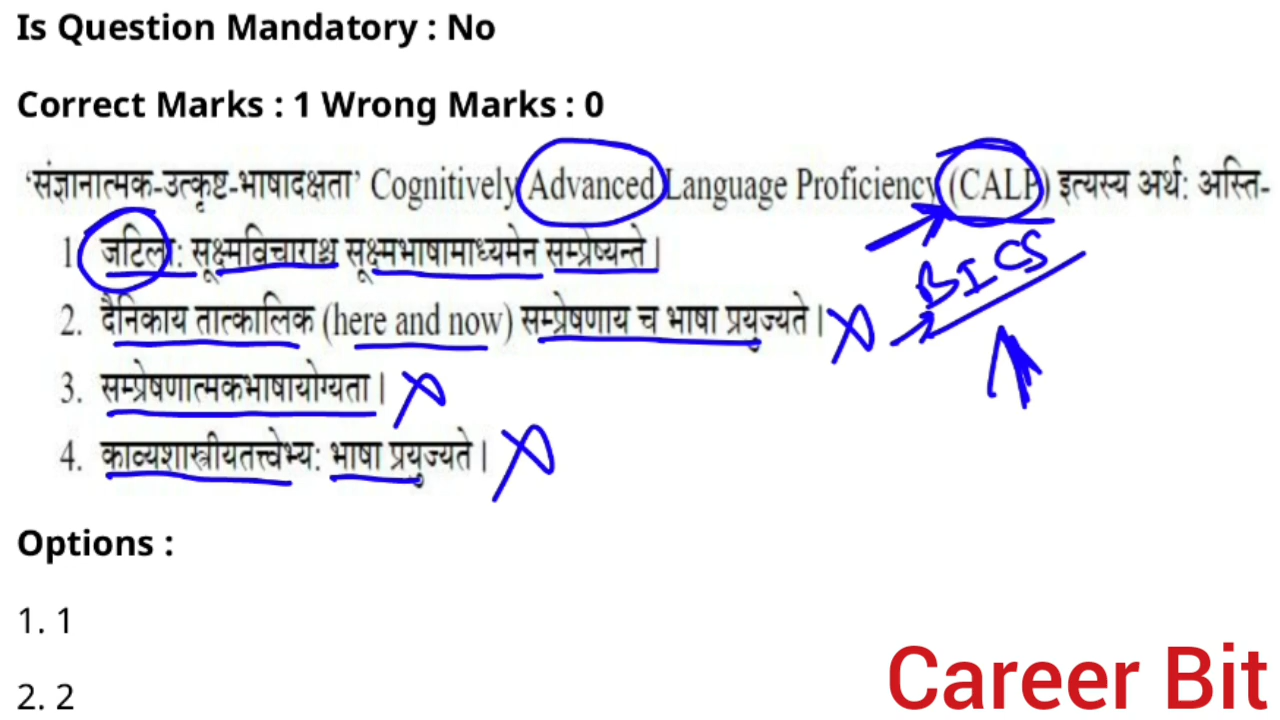 Is Question Mandatory : No
Correct Marks : 1 Wrong Marks : 0
‘संज्ञानात्मक-उत्कृष्ट-भाषादक्षता’ Cognitively Advanced Language Proficiency (CALP) इत्यस्य अर्थ: अस्ति-
1 जटिला: सूक्ष्मविचाराश्च सूक्ष्मभाषामाध्यमेन सम्प्रेष्यन्ते।
BICS
2. दैनिकाय तात्कालिक (here and now) सम्प्रेषणाय च भाषा प्रयुज्यते।
3. सम्प्रेषणात्मकभाषायोग्यता।
4. काव्यशास्त्रीयतत्त्वेभ्य: भाषा प्रयुज्यते।
Options :
1. 1
2. 2
Career Bit